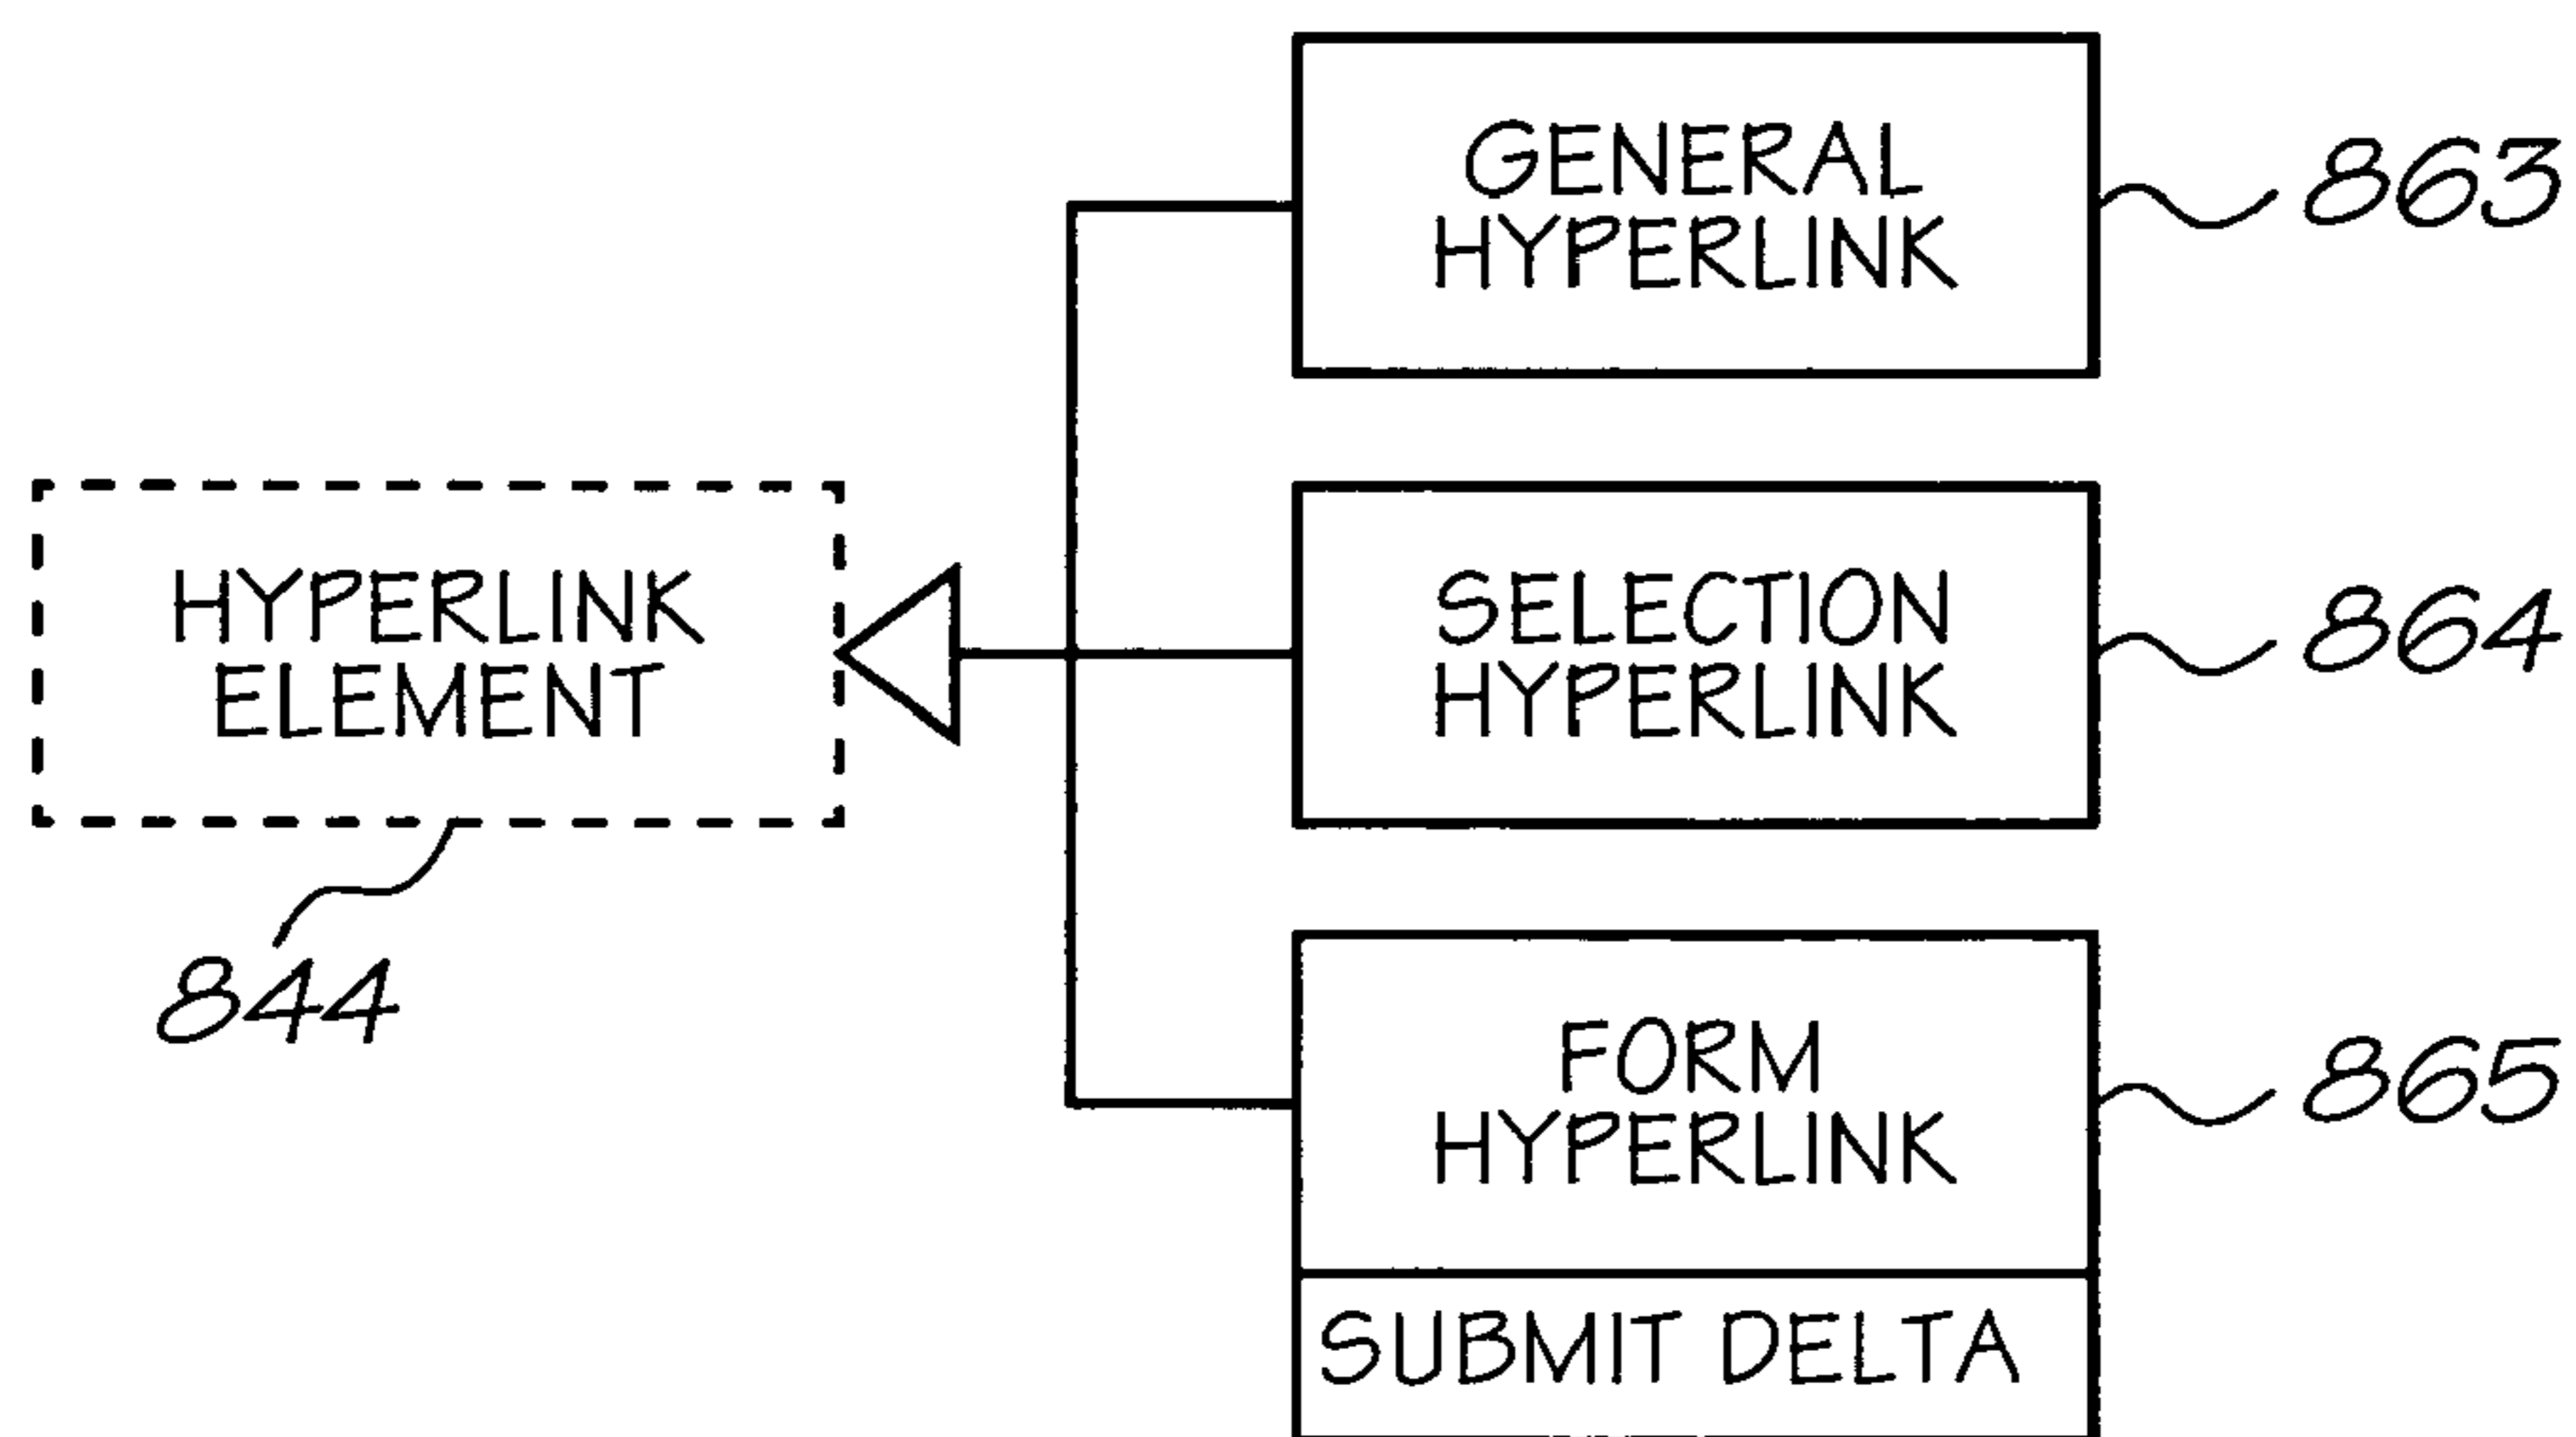 GENERAL
HYPERLINK
863
HYPERLINK
ELEMENT
844
SELECTION
HYPERLINK
864
FORM
HYPERLINK
865
SUBMIT DELTA